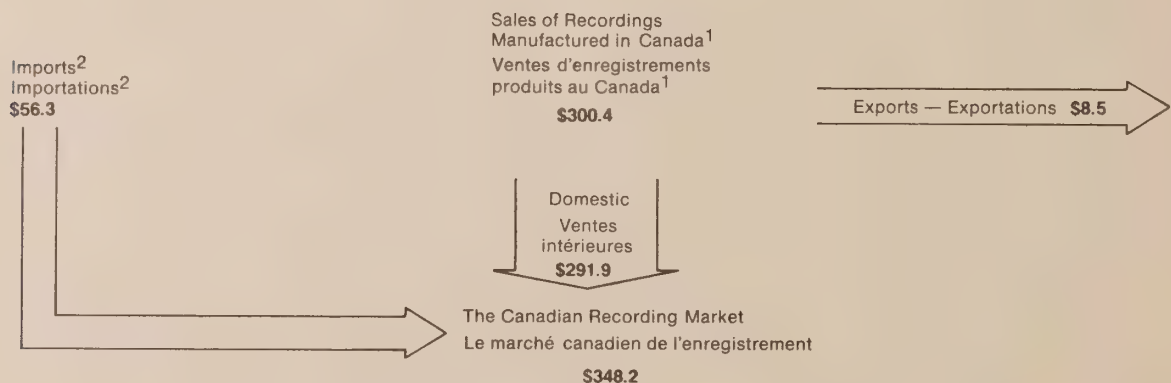 Sales of Recordings
Manufactured in Canada¹
Ventes d'enregistrements
produits au Canada¹
$300.4
Imports²
Importations²
$56.3
Exports — Exportations $8.5
Domestic
Ventes
intérieures
$291.9
The Canadian Recording Market
Le marché canadien de l'enregistrement
$348.2